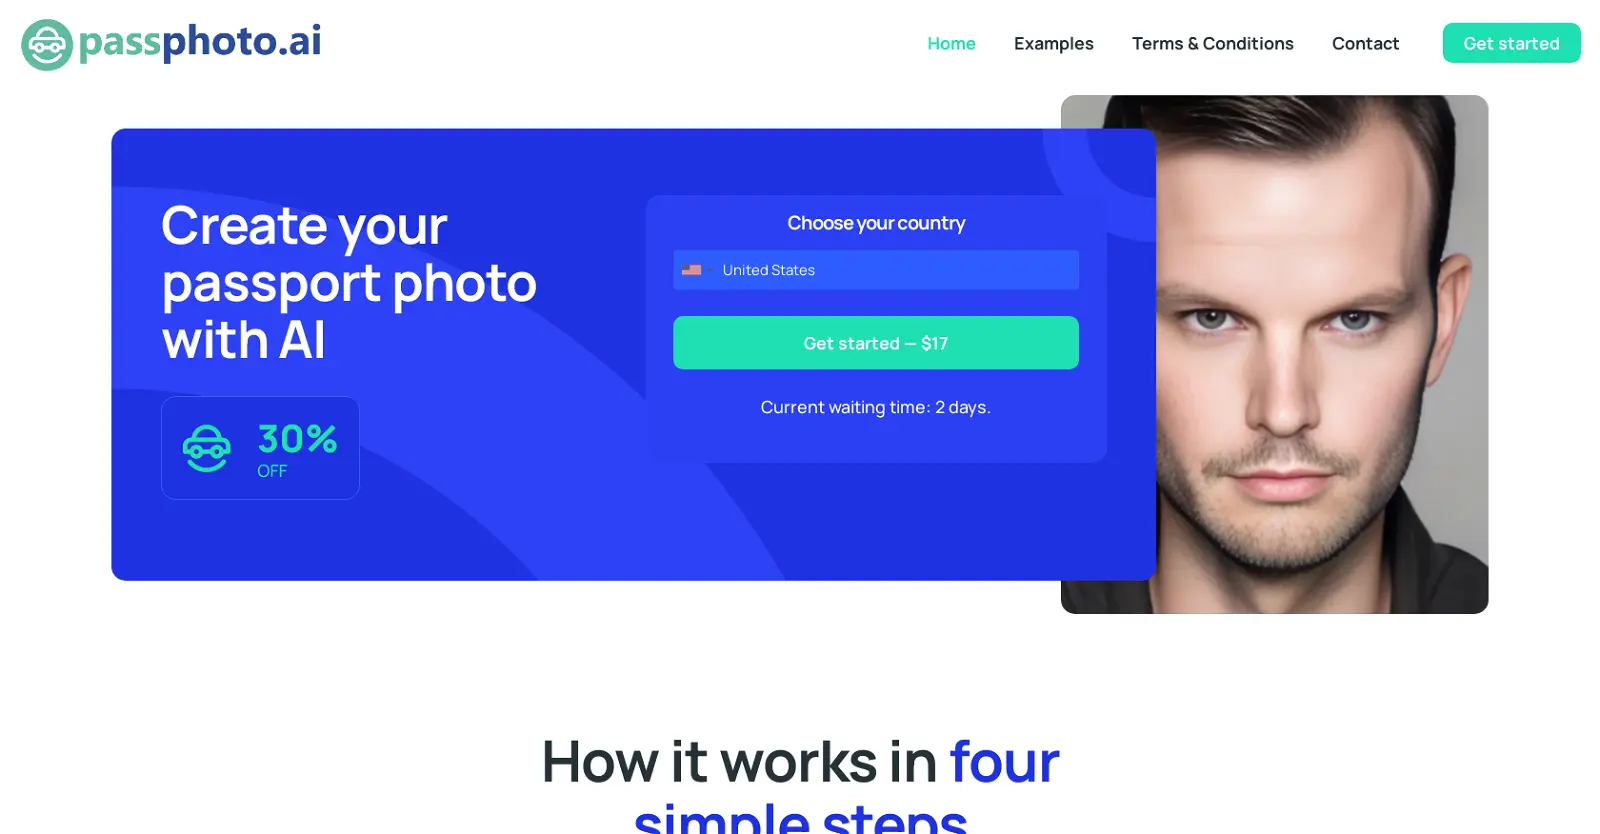 passphoto.ai
Home
Examples
Terms & Conditions
Contact
Get started
Create your
passport photo
with AI
30%
OFF
Choose your country
United States
Get started — $17
Current waiting time: 2 days.
How it works in four
simple steps